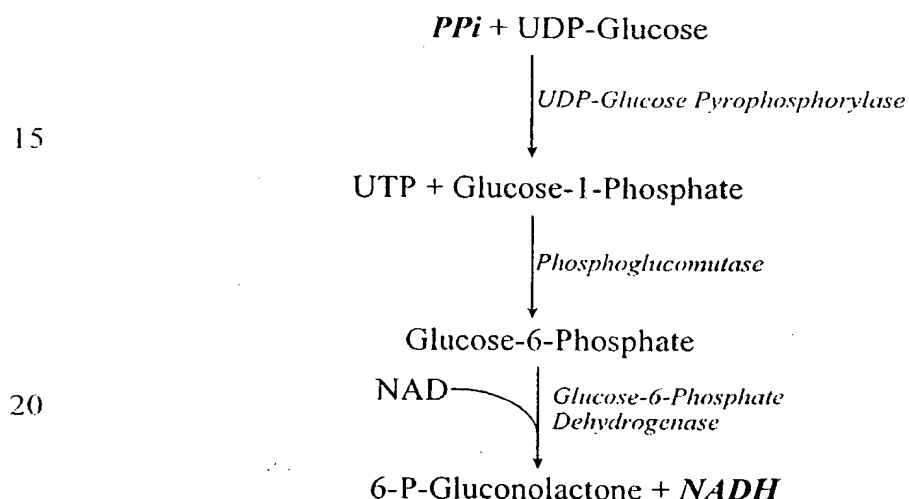 PPi + UDP-Glucose
UDP-Glucose Pyrophosphorylase
15
UTP + Glucose-1-Phosphate
Phosphoglucomutase
Glucose-6-Phosphate
NAD
Glucose-6-Phosphate
20
Dehydrogenase
6-P-Gluconolactone + NADH